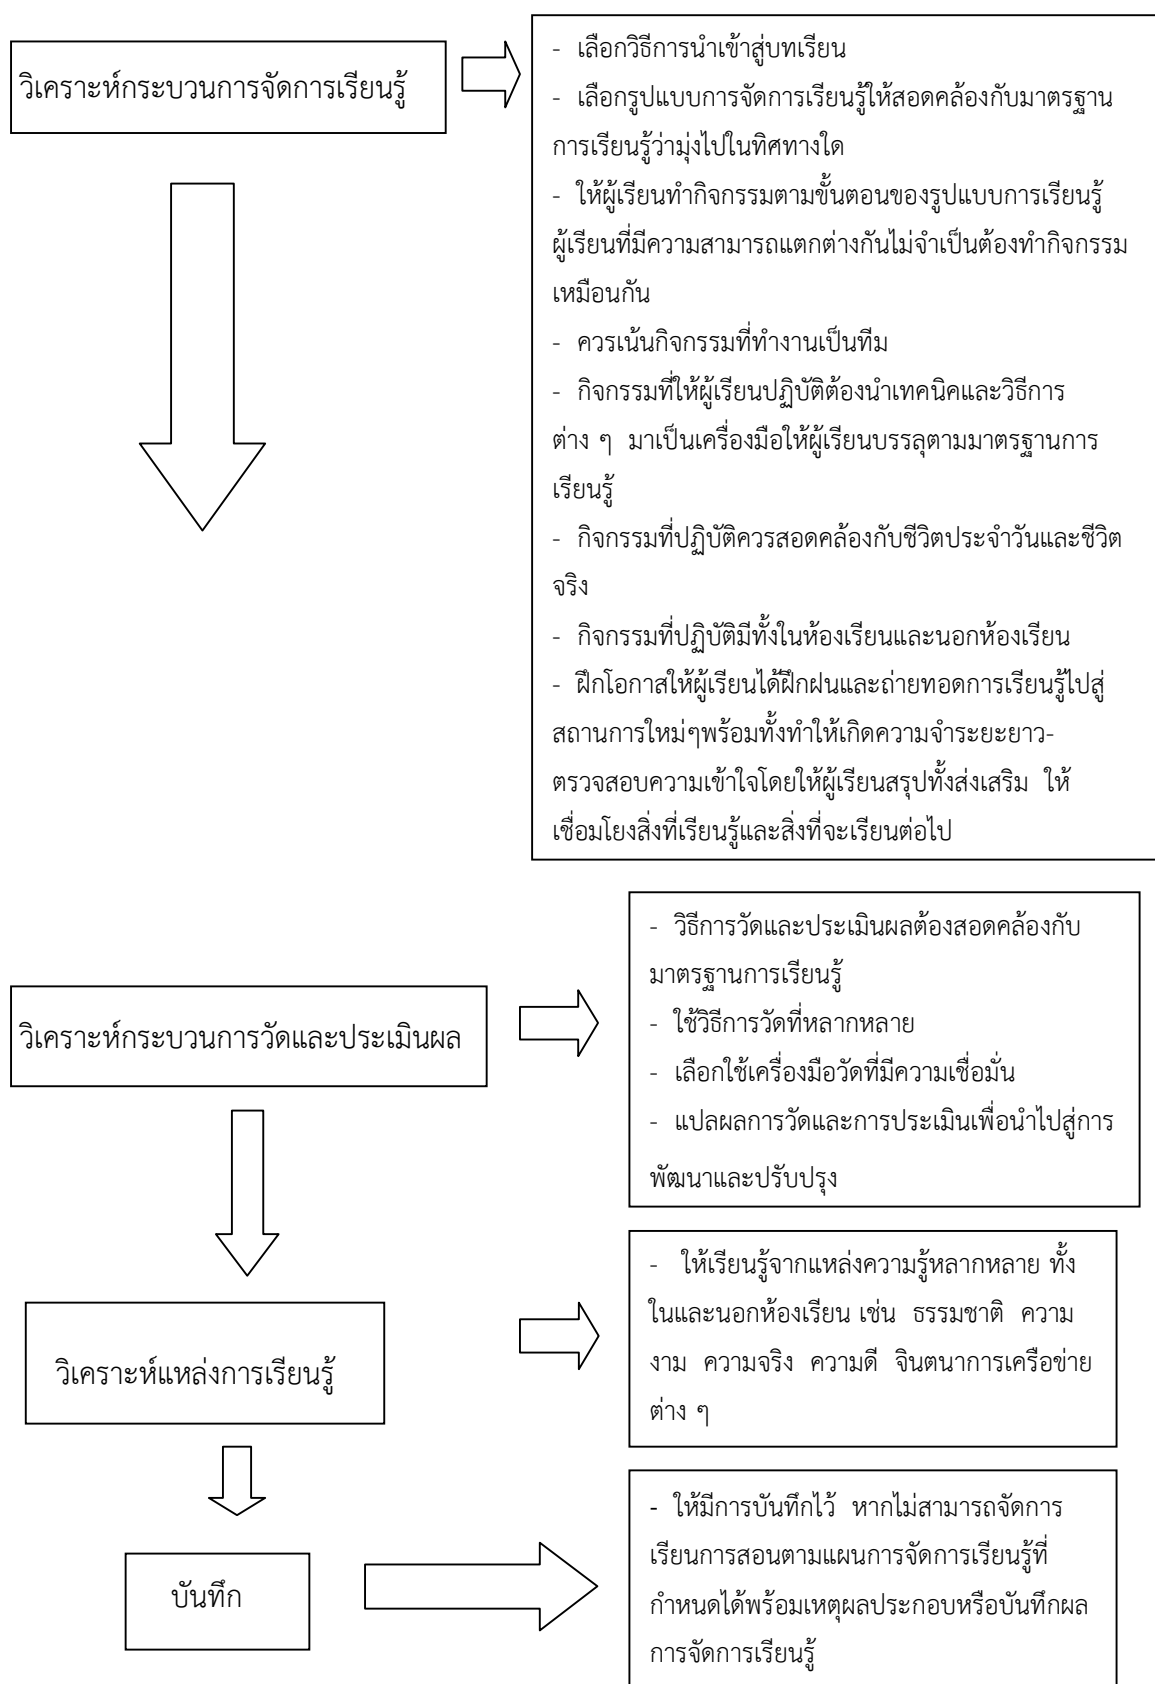 วิเคราะห์กระบวนการจัดการเรียนรู้
- เลือกวิธีการนำเข้าสู่บทเรียน
- เลือกรูปแบบการจัดการเรียนรู้ให้สอดคล้องกับมาตรฐาน
การเรียนรู้ว่ามุ่งไปในทิศทางใด
- ให้ผู้เรียนทำกิจกรรมตามขั้นตอนของรูปแบบการเรียนรู้
ผู้เรียนที่มีความสามารถแตกต่างกันไม่จำเป็นต้องทำกิจกรรม
เหมือนกัน
- ควรเน้นกิจกรรมที่ทำงานเป็นทีม
- กิจกรรมที่ให้ผู้เรียนปฏิบัติต้องนำเทคนิคและวิธีการ
ต่าง ๆ มาเป็นเครื่องมือให้ผู้เรียนบรรลุตามมาตรฐานการ
เรียนรู้
- กิจกรรมที่ปฏิบัติควรสอดคล้องกับชีวิตประจำวันและชีวิต
จริง
- กิจกรรมที่ปฏิบัติมีทั้งในห้องเรียนและนอกห้องเรียน
- ฝึกโอกาสให้ผู้เรียนได้ฝึกฝนและถ่ายทอดการเรียนรู้ไปสู่
สถานการใหม่ๆพร้อมทั้งทำให้เกิดความจำระยะยาว-
ตรวจสอบความเข้าใจโดยให้ผู้เรียนสรุปทั้งส่งเสริม ให้
เชื่อมโยงสิ่งที่เรียนรู้และสิ่งที่จะเรียนต่อไป
วิเคราะห์กระบวนการวัดและประเมินผล
- วิธีการวัดและประเมินผลต้องสอดคล้องกับ
มาตรฐานการเรียนรู้
- ใช้วิธีการวัดที่หลากหลาย
- เลือกใช้เครื่องมือวัดที่มีความเชื่อมั่น
- แปลผลการวัดและการประเมินเพื่อนำไปสู่การ
พัฒนาและปรับปรุง
วิเคราะห์แหล่งการเรียนรู้
- ให้เรียนรู้จากแหล่งความรู้หลากหลาย ทั้ง
ในและนอกห้องเรียน เช่น ธรรมชาติ ความ
งาม ความจริง ความดี จินตนาการเครือข่าย
ต่าง ๆ
บันทึก
- ให้มีการบันทึกไว้ หากไม่สามารถจัดการ
เรียนการสอนตามแผนการจัดการเรียนรู้ที่
กำหนดได้พร้อมเหตุผลประกอบหรือบันทึกผล
การจัดการเรียนรู้